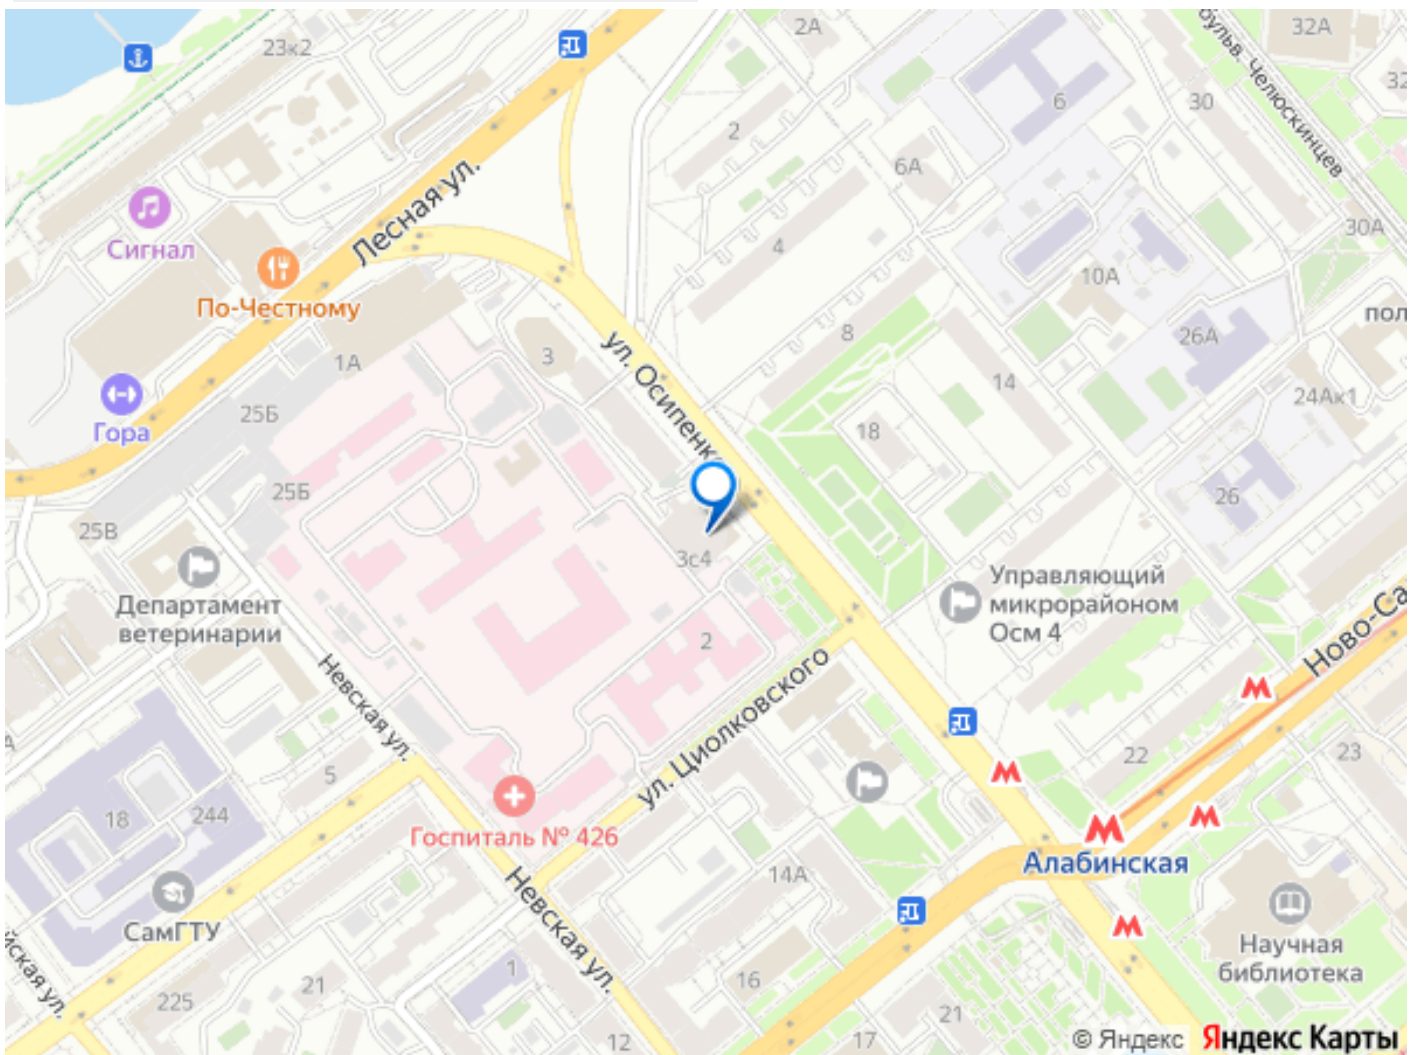 23к2
2А
32А
32
бульв. Челюскинцев
6
30
2
6А
30А
Лесная ул.
Сигнал
4
10А
По-Честному
пол
ул. Осипенк
8
26А
3
1А
14
24Ак1
25Б
Гора
18
25Б
26
25В
3с4
Департамент
ветеринарии
Управляющий
микрорайоном
Осм 4
Ново-Са
2
Невская ул.
ул. Циолковского
М
М
22
23
5
18
244
М
М
Госпиталь № 426
Алабинская
14А
Невская ул.
СамГТУ
М
Научная
библиотека
йская ул.
1
16
21
225
21
12
17
© Яндекс
Яндекс Карты